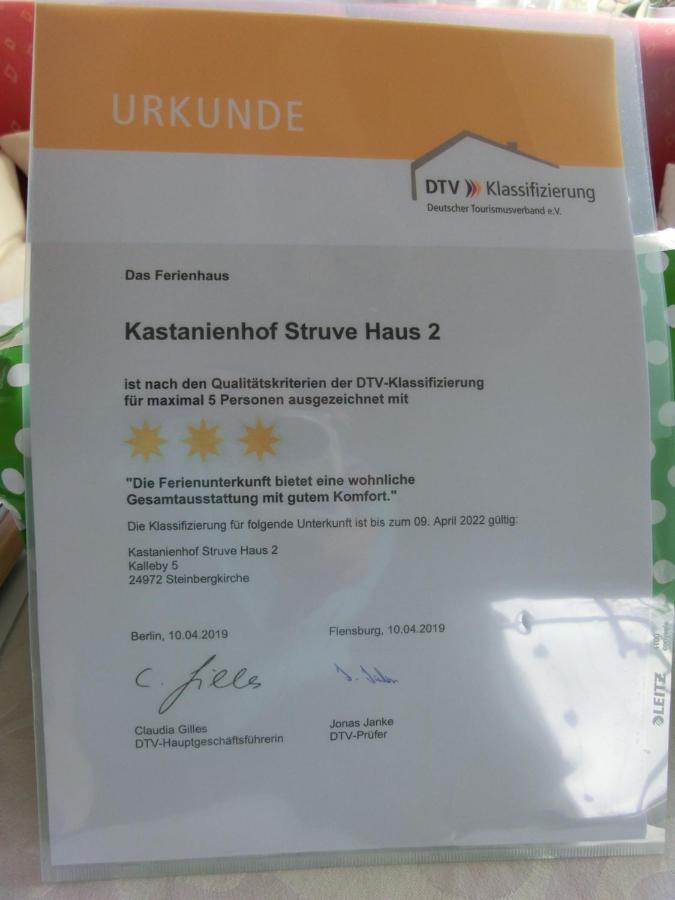 URKUNDE
DTV Klassifizierung
Deutscher Tourismusverband e.V.
Das Ferienhaus
Kastanienhof Struve Haus 2
ist nach den Qualitätskriterien der DTV-Klassifizierung
für maximal 5 Personen ausgezeichnet mit
"Die Ferienunterkunft bietet eine wohnliche
Gesamtausstattung mit gutem Komfort."
Die Klassifizierung für folgende Unterkunft ist bis zum 09. April 2022 gültig:
Kastanienhof Struve Haus 2
Kalleby 5
24972 Steinbergkirche
Berlin, 10.04.2019
Flensburg, 10.04.2019
C. Gilles
Claudia Gilles
DTV-Hauptgeschäftsführerin
Jonas Janke
DTV-Prüfer
LEITZ